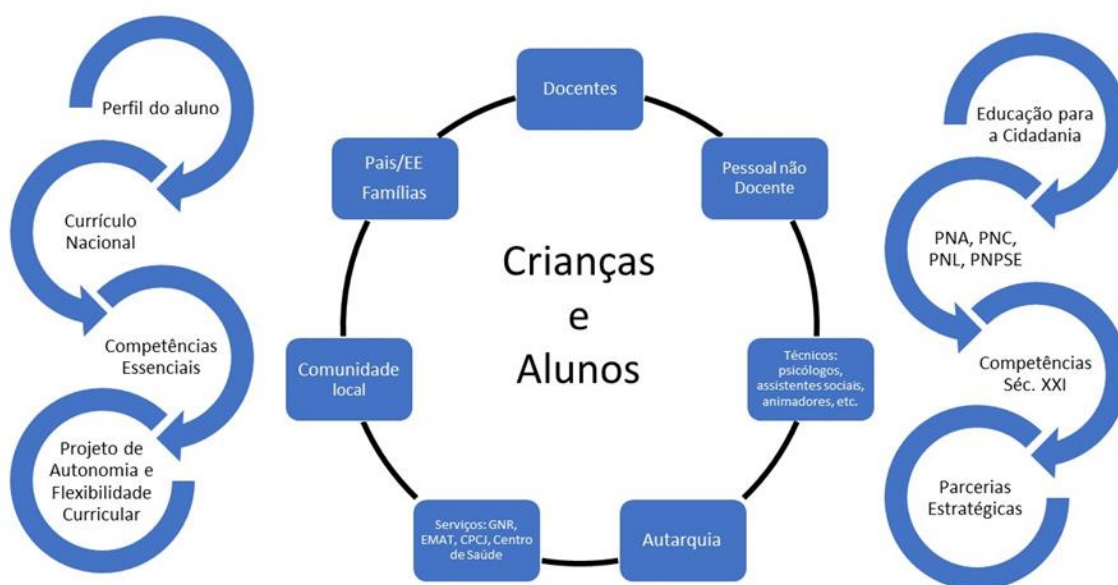 Perfil do aluno
Currículo
Nacional
Competências
Essenciais
Projeto de
Autonomia e
Flexibilidade
Curricular
Docentes
Pais/EE
Famílias
Pessoal não
Docente
Crianças
e
Alunos
Comunidade
local
Técnicos:
psicólogos,
assistentes sociais,
animadores, etc.
Serviços: GNR,
EMAT, CPCJ, Centro
de Saúde
Autarquia
Educação para
a Cidadania
PNA, PNC,
PNL, PNPSE
Competências
Séc. XXI
Parcerias
Estratégicas